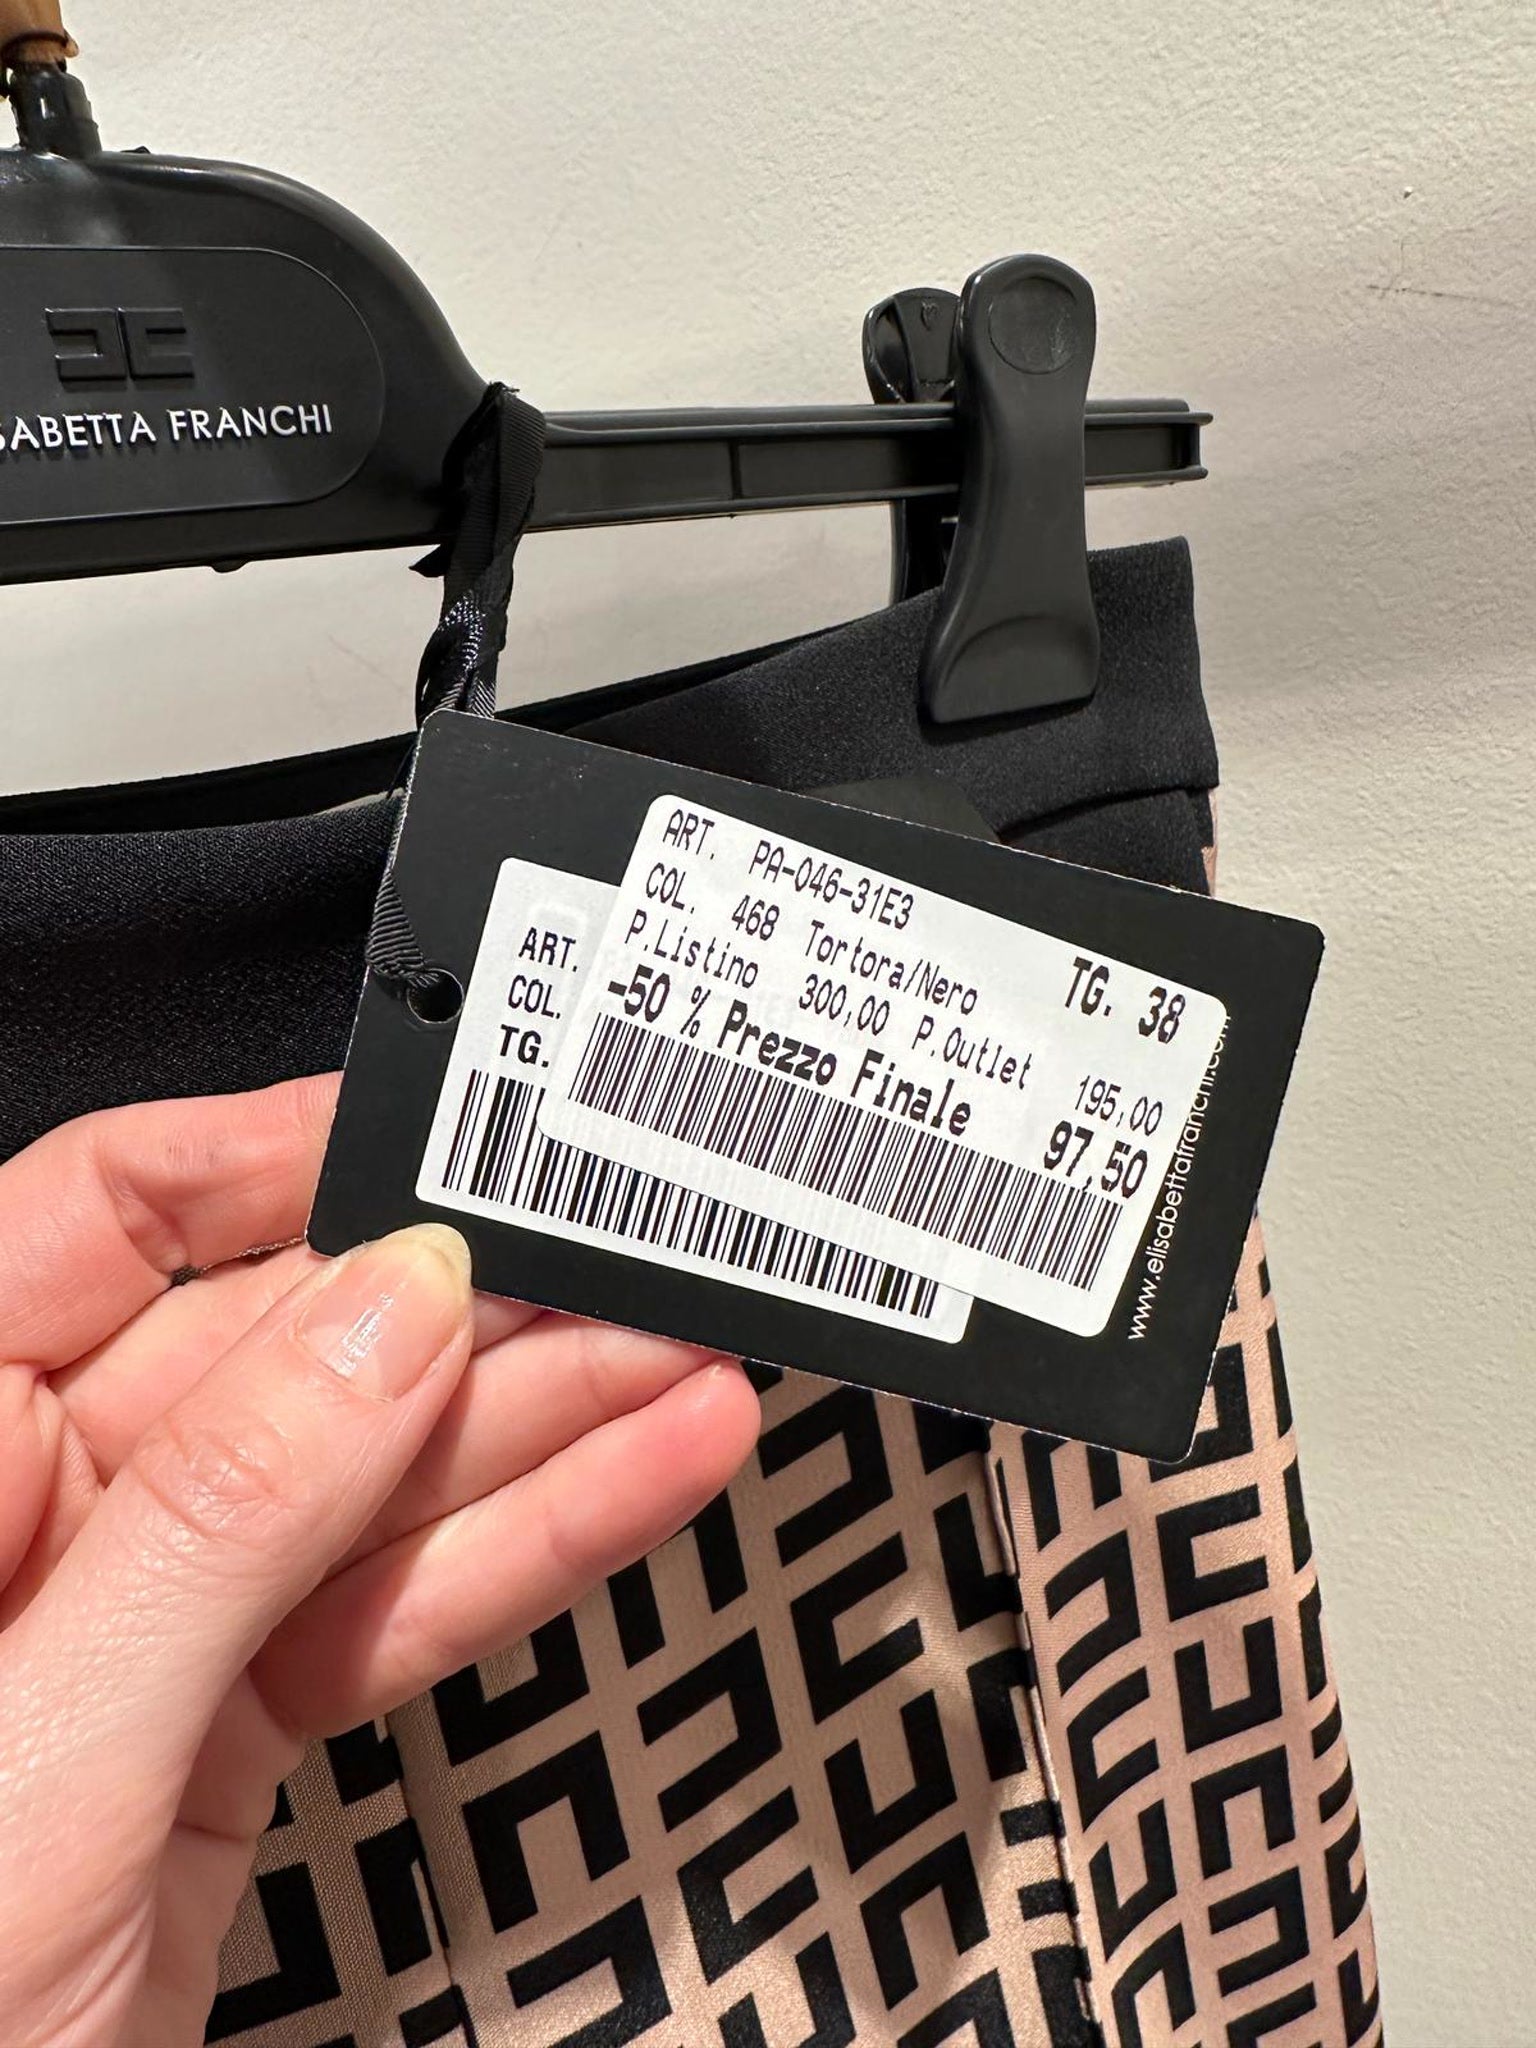 SABETTA FRANCHI
ART. PA-046-31E3
COL. 468 Tortora/Nero TG. 38
P.Listino 300,00 P.Outlet 195,00
-50 % Prezzo Finale 97,50
ART.
COL.
TG.
www.elisabettafranchi.com